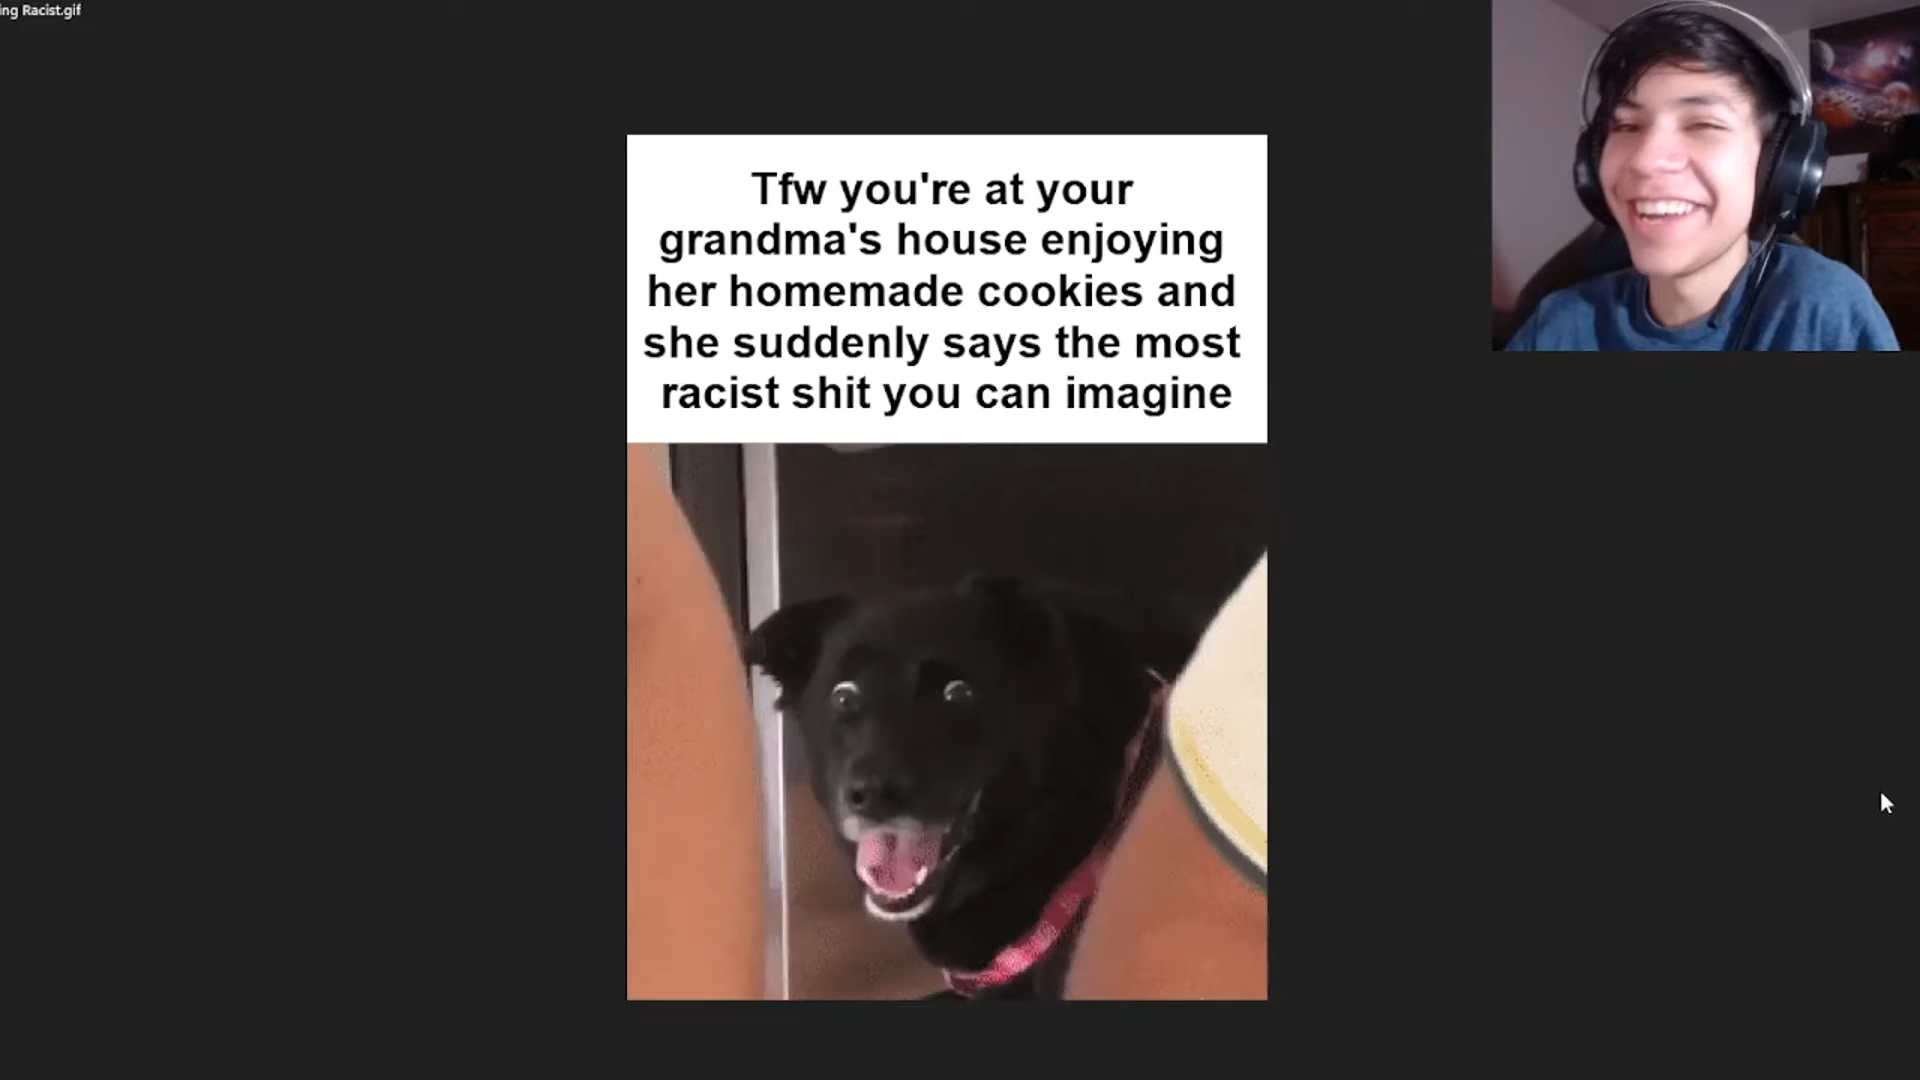 ing Racist.gif
Tfw you're at your
grandma's house enjoying
her homemade cookies and
she suddenly says the most
racist shit you can imagine